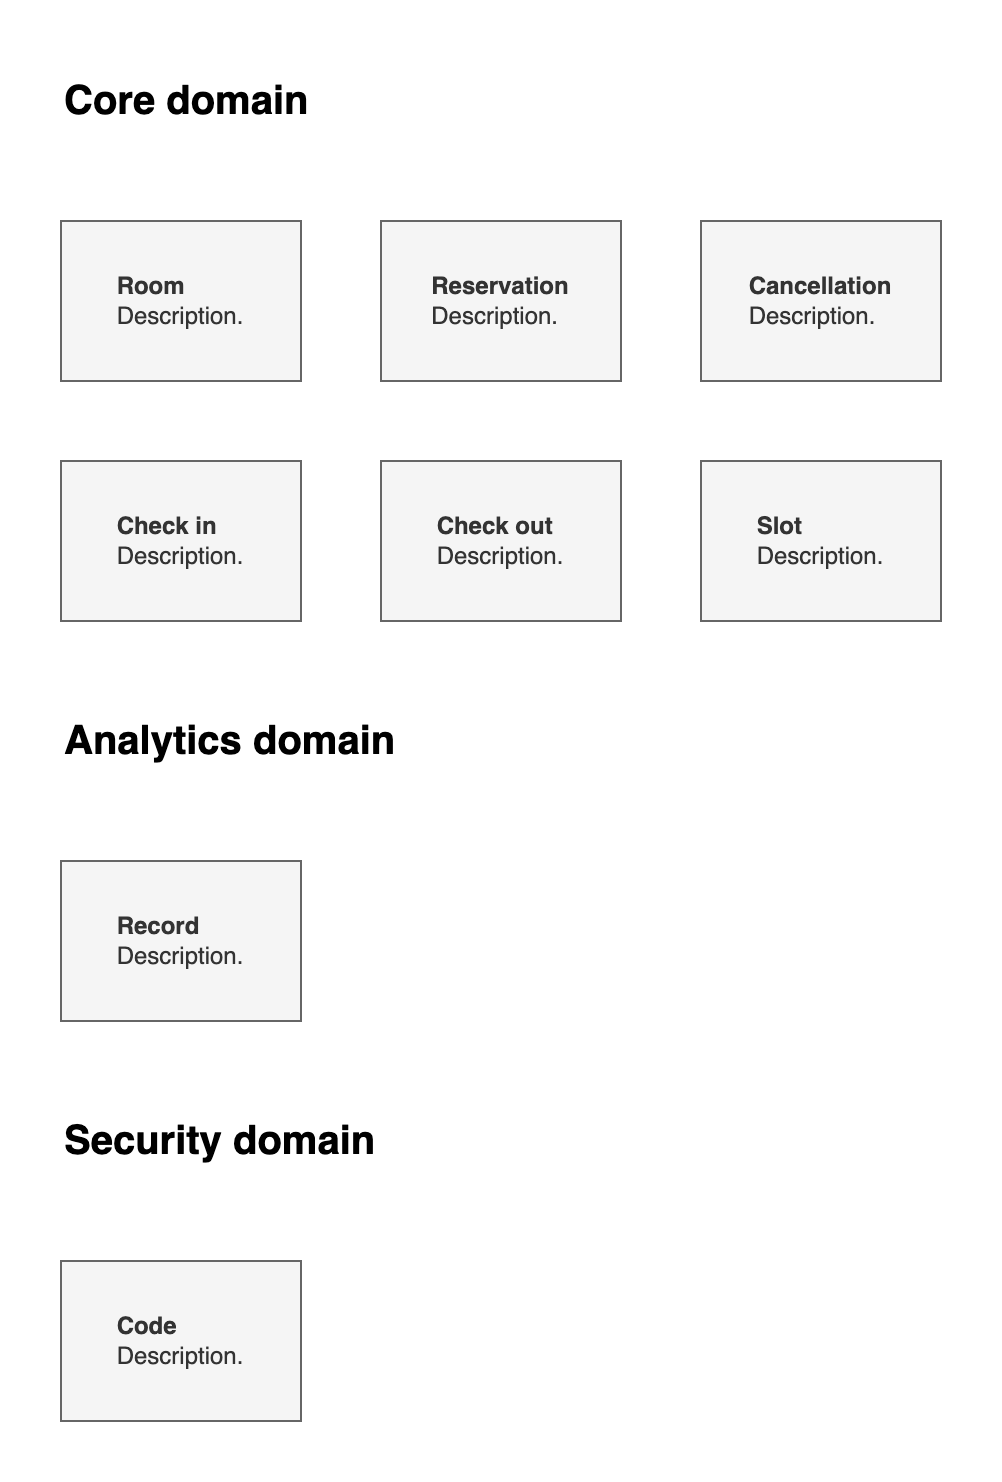 Core domain
Room
Description.
Reservation
Description.
Cancellation
Description.
Check in
Description.
Check out
Description.
Slot
Description.
Analytics domain
Record
Description.
Security domain
Code
Description.